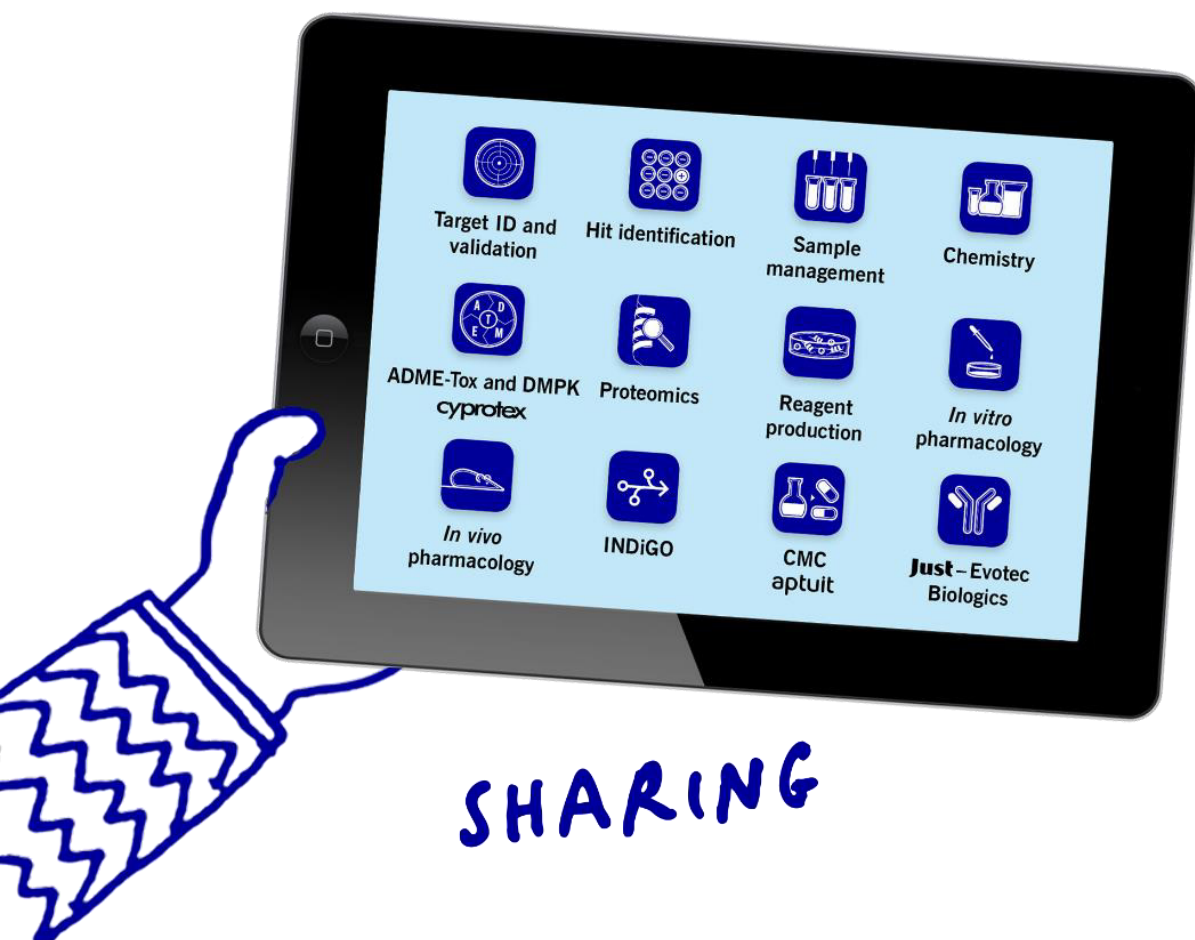 Target ID and
validation
Hit identification
Sample
management
Chemistry
A D
T
E M
ADME-Tox and DMPK
cyprotex
Proteomics
Reagent
production
In vitro
pharmacology
In vivo
pharmacology
INDiGO
CMC
aptuit
Just – Evotec
Biologics
SHARING